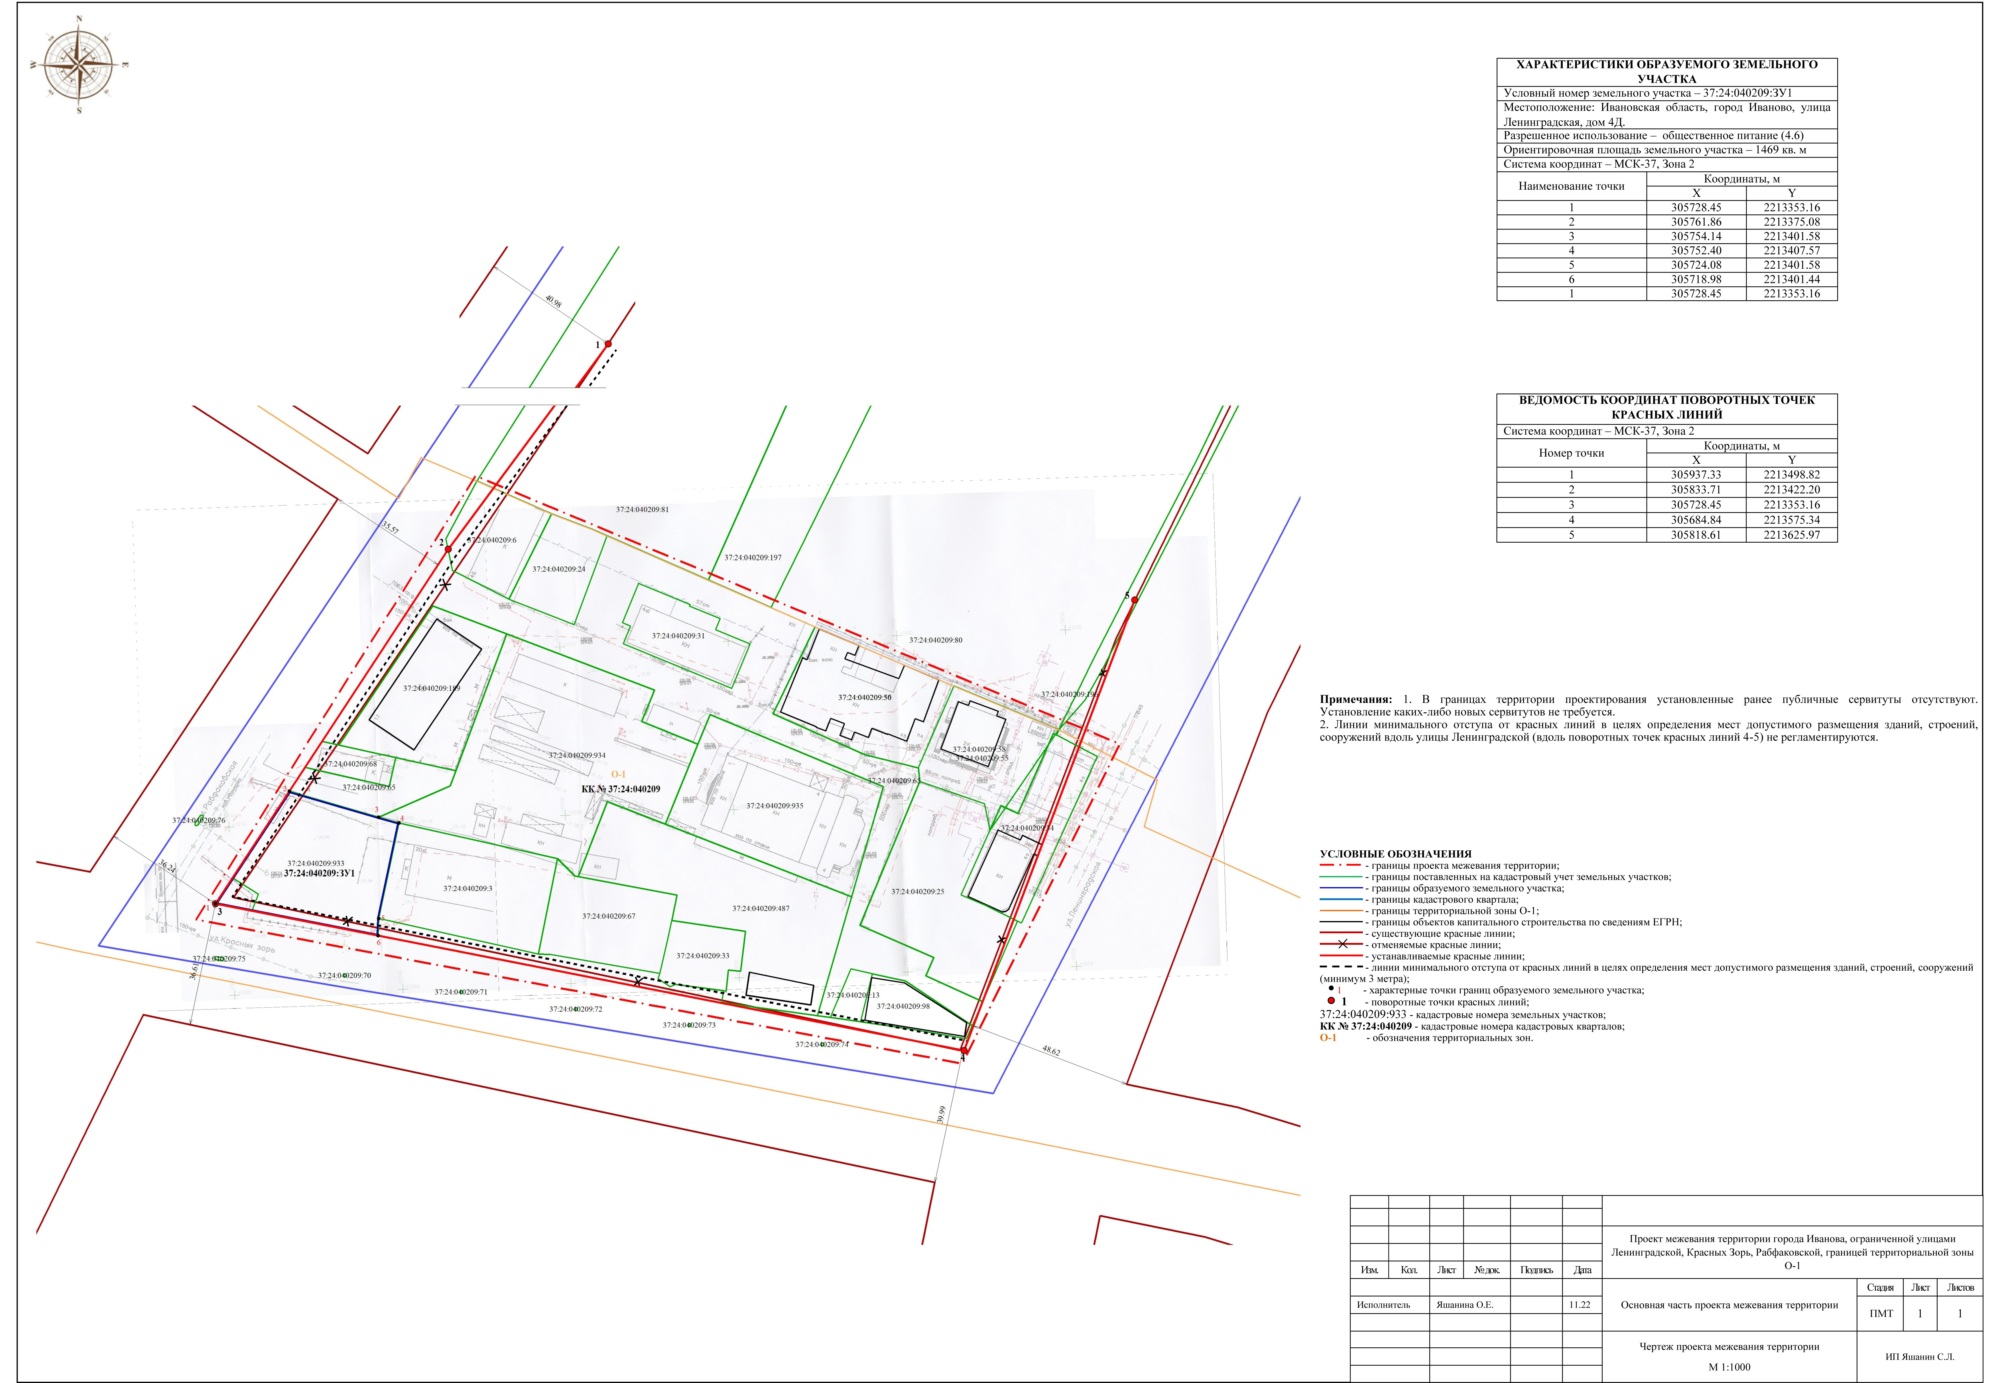 N
W
E
S
ХАРАКТЕРИСТИКИ ОБРАЗУЕМОГО ЗЕМЕЛЬНОГО
УЧАСТКА
Условный номер земельного участка – 37:24:040209:ЗУ1
Местоположение: Ивановская область, город Иваново, улица
Ленинградская, дом 4Д.
Разрешенное использование – общественное питание (4.6)
Ориентировочная площадь земельного участка – 1469 кв. м
Система координат – МСК-37, Зона 2
Наименование точки
Координаты, м
X Y
1 305728.45 2213353.16
2 305761.86 2213375.08
3 305754.14 2213401.58
4 305752.40 2213407.57
5 305724.08 2213401.58
6 305718.98 2213401.44
1 305728.45 2213353.16
ВЕДОМОСТЬ КООРДИНАТ ПОВОРОТНЫХ ТОЧЕК
КРАСНЫХ ЛИНИЙ
Система координат – МСК-37, Зона 2
Номер точки
Координаты, м
X Y
1 305937.33 2213498.82
2 305833.71 2213422.20
3 305728.45 2213353.16
4 305684.84 2213575.34
5 305818.61 2213625.97
40.98
1
35.57
2
37:24:040209:81
37:24:040209:6
37:24:040209:197
37:24:040209:24
5
37:24:040209:31
37:24:040209:80
37:24:040209:199
37:24:040209:50
37:24:040209:58
37:24:040209:55
37:24:040209:68
37:24:040209:934
О-1
КК № 37:24:040209
37:24:040209:65
37:24:040209:935
37:24:040209:76
36.24
37:24:040209:933
37:24:040209:ЗУ1
37:24:040209:3
37:24:040209:25
37:24:040209:67
37:24:040209:487
3
ул. Красных зорь
ул. Рабфаковская
ул. Ленинградская
37:24:040209:33
37:24:040209:75
37:24:040209:70
37:24:040209:71
37:24:040209:72
37:24:040209:73
37:24:040209:74
37:24:040209:13
37:24:040209:98
36.61
4
48.62
39.99
Примечания: 1. В границах территории проектирования установленные ранее публичные сервитуты отсутствуют.
Установление каких-либо новых сервитутов не требуется.
2. Линии минимального отступа от красных линий в целях определения мест допустимого размещения зданий, строений,
сооружений вдоль улицы Ленинградской (вдоль поворотных точек красных линий 4-5) не регламентируются.
УСЛОВНЫЕ ОБОЗНАЧЕНИЯ
- границы проекта межевания территории;
- границы поставленных на кадастровый учет земельных участков;
- границы образуемого земельного участка;
- границы кадастрового квартала;
- границы территориальной зоны О-1;
- границы объектов капитального строительства по сведениям ЕГРН;
- существующие красные линии;
- отменяемые красные линии;
- устанавливаемые красные линии;
- линии минимального отступа от красных линий в целях определения мест допустимого размещения зданий, строений, сооружений
(минимум 3 метра);
1 - характерные точки границ образуемого земельного участка;
1 - поворотные точки красных линий;
37:24:040209:933 - кадастровые номера земельных участков;
КК № 37:24:040209 - кадастровые номера кадастровых кварталов;
О-1 - обозначения территориальных зон.
Проект межевания территории города Иванова, ограниченной улицами
Ленинградской, Красных Зорь, Рабфаковской, границей территориальной зоны
О-1
Изм. Кол. Лист № док. Подпись Дата
Исполнитель Яшанина О.Е. 11.22
Основная часть проекта межевания территории
Стадия Лист Листов
ПМТ 1 1
Чертеж проекта межевания территории
М 1:1000
ИП Яшанин С.Л.